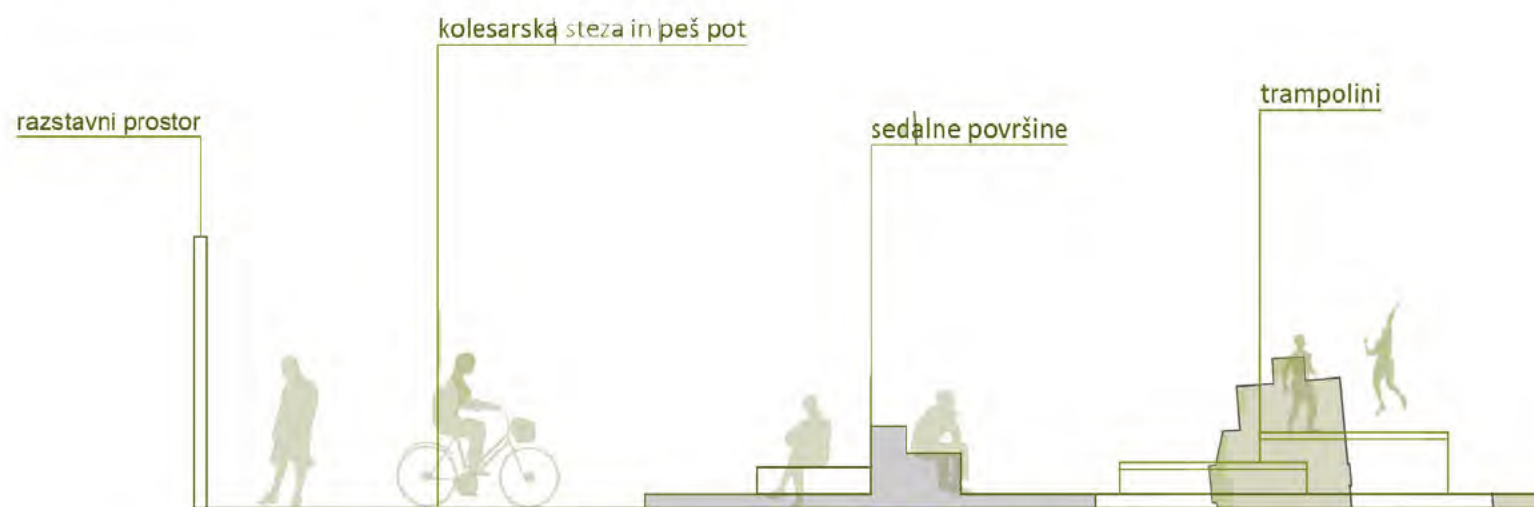 kolesarska steza in peš pot
razstavni prostor
sedalne površine
trampolini